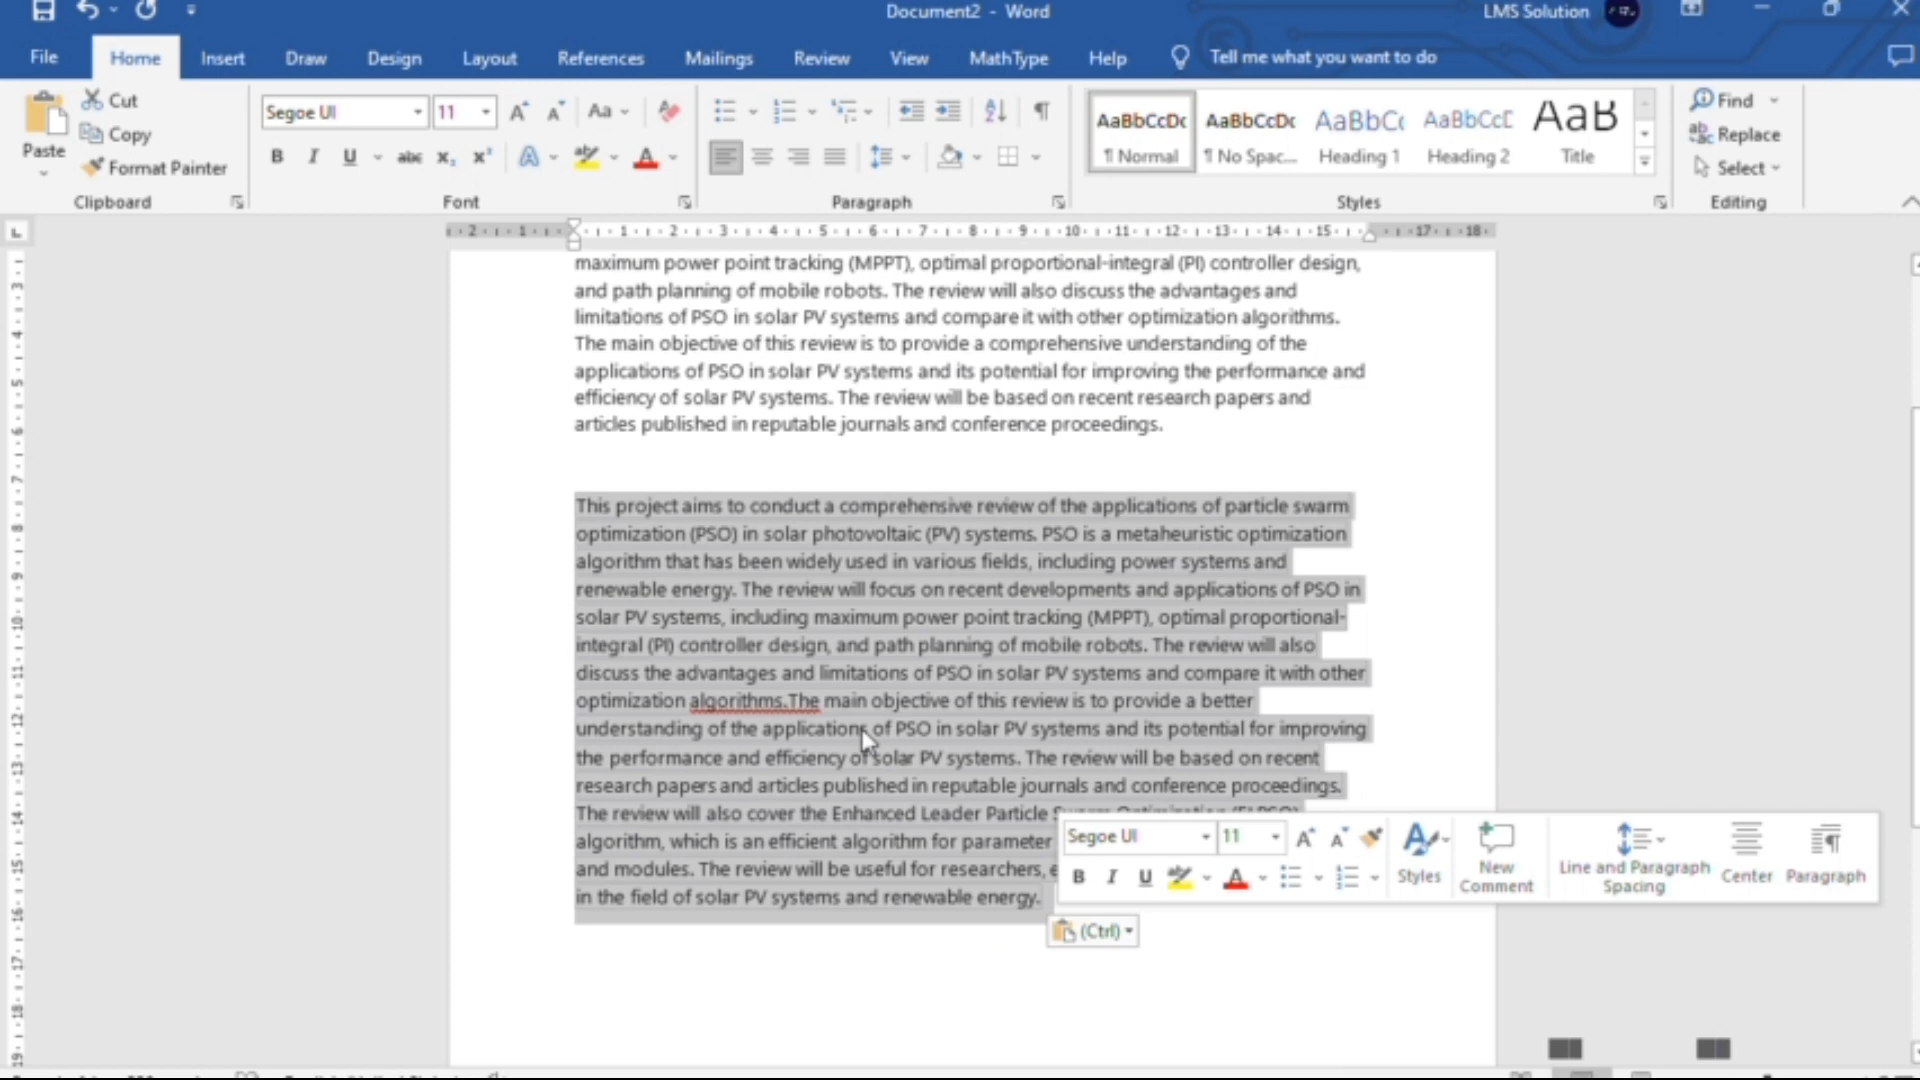 Document2 - Word
LMS Solution
File Home Insert Draw Design Layout References Mailings Review View MathType Help Tell me what you want to do
Paste
Cut
Copy
Format Painter
Clipboard
Segoe UI 11
Font
Paragraph
AaBbCcDc AaBbCcDc AaBbCc AaBbCcC AaB
¶ Normal ¶ No Spac... Heading 1 Heading 2 Title
Styles
Find
Replace
Select
Editing
maximum power point tracking (MPPT), optimal proportional-integral (PI) controller design,
and path planning of mobile robots. The review will also discuss the advantages and
limitations of PSO in solar PV systems and compare it with other optimization algorithms.
The main objective of this review is to provide a comprehensive understanding of the
applications of PSO in solar PV systems and its potential for improving the performance and
efficiency of solar PV systems. The review will be based on recent research papers and
articles published in reputable journals and conference proceedings.
This project aims to conduct a comprehensive review of the applications of particle swarm
optimization (PSO) in solar photovoltaic (PV) systems. PSO is a metaheuristic optimization
algorithm that has been widely used in various fields, including power systems and
renewable energy. The review will focus on recent developments and applications of PSO in
solar PV systems, including maximum power point tracking (MPPT), optimal proportional-
integral (PI) controller design, and path planning of mobile robots. The review will also
discuss the advantages and limitations of PSO in solar PV systems and compare it with other
optimization algorithms.The main objective of this review is to provide a better
understanding of the applications of PSO in solar PV systems and its potential for improving
the performance and efficiency of solar PV systems. The review will be based on recent
research papers and articles published in reputable journals and conference proceedings.
The review will also cover the Enhanced Leader Particle
algorithm, which is an efficient algorithm for parameter
and modules. The review will be useful for researchers,
in the field of solar PV systems and renewable energy.
Segoe UI 11
Styles
New Comment
Line and Paragraph Spacing
Center
Paragraph
(Ctrl)